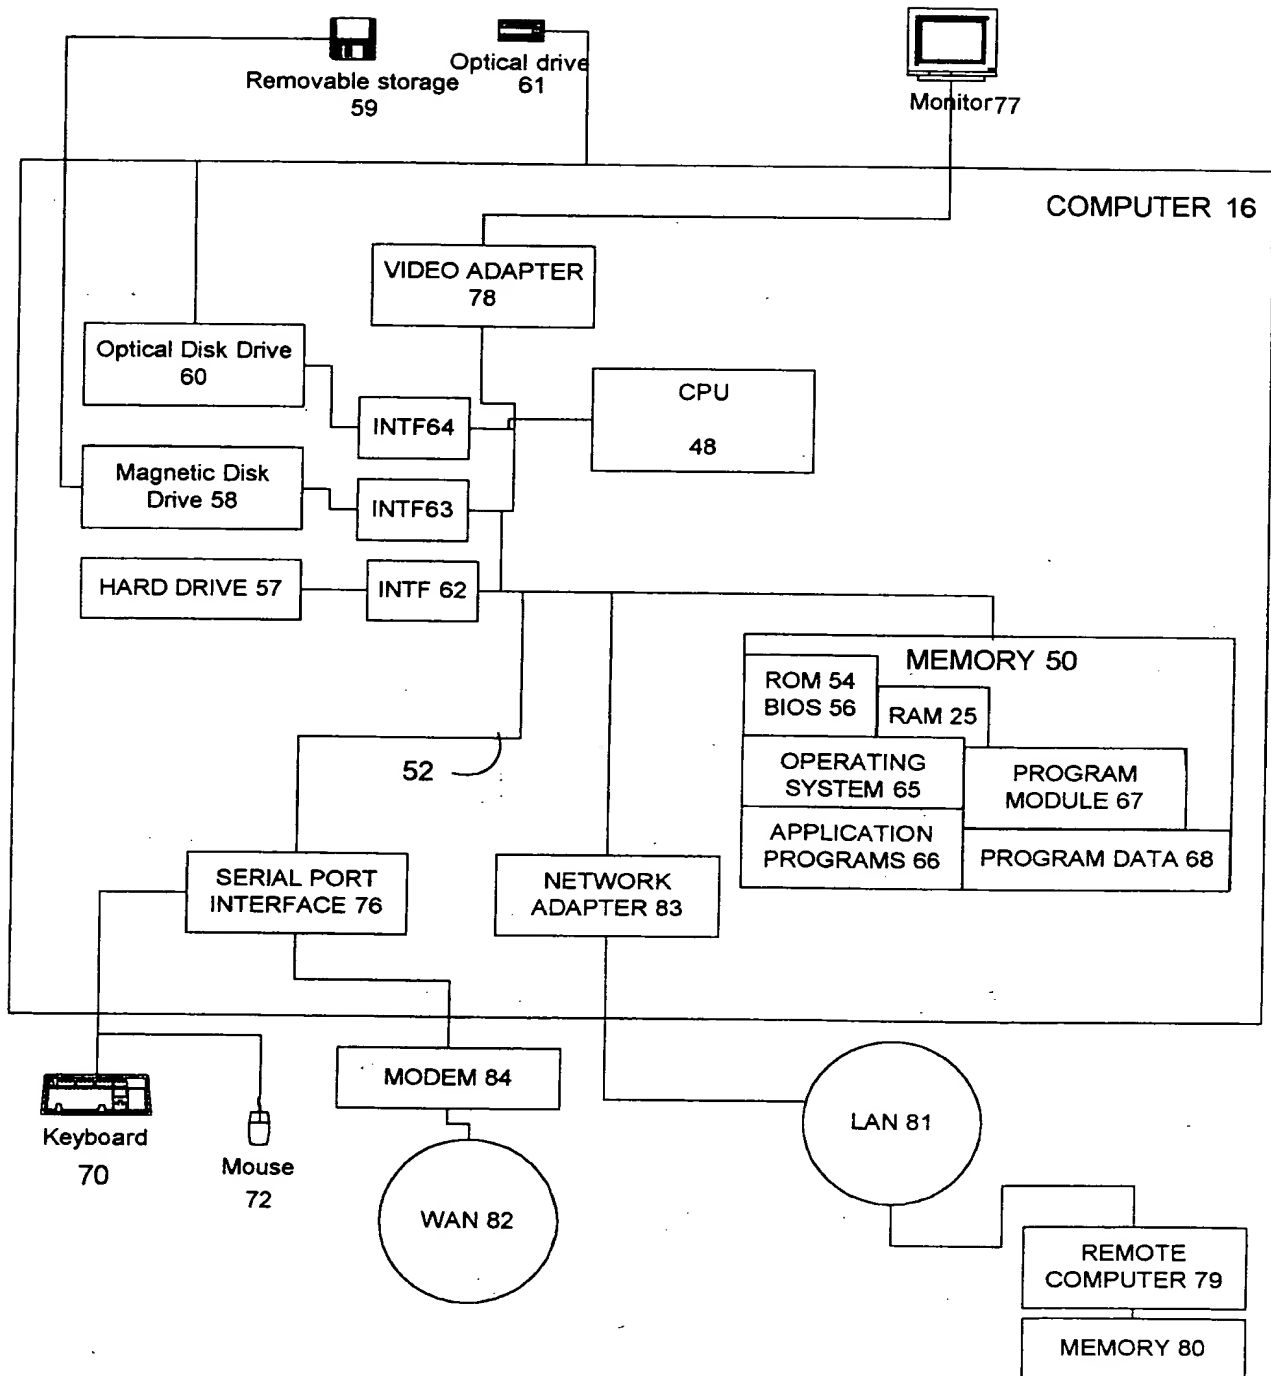 Removable storage
59
Optical drive
61
Monitor77
COMPUTER 16
VIDEO ADAPTER
78
Optical Disk Drive
60
INTF64
CPU
48
Magnetic Disk
Drive 58
INTF63
HARD DRIVE 57
INTF 62
MEMORY 50
ROM 54
BIOS 56
RAM 25
OPERATING
SYSTEM 65
PROGRAM
MODULE 67
APPLICATION
PROGRAMS 66
PROGRAM DATA 68
52
SERIAL PORT
INTERFACE 76
NETWORK
ADAPTER 83
Keyboard
70
Mouse
72
MODEM 84
WAN 82
LAN 81
REMOTE
COMPUTER 79
MEMORY 80